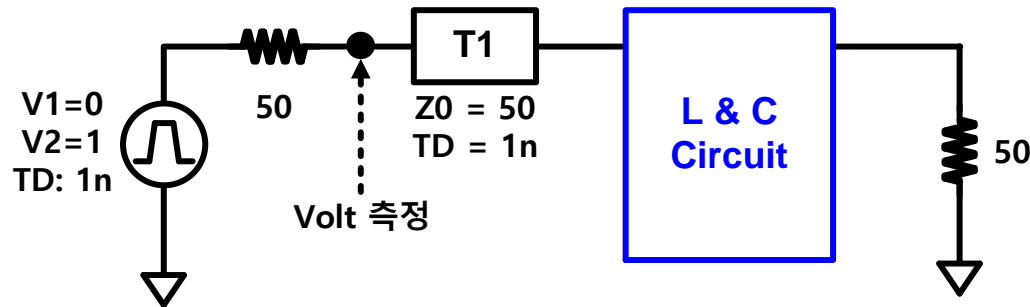 V1=0
V2=1
TD: 1n
50
Volt 측정
T1
Z0 = 50
TD = 1n
L & C
Circuit
50